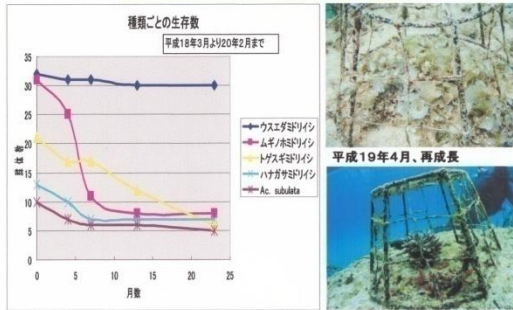 種類ごとの生存数
平成18年3月より20年2月まで
35
30
25
20
15
10
5
0
個体数
0
5
10
15
20
25
月数
ウスエダミドリイシ
ムギノホミドリイシ
トゲスギミドリイシ
ハナガサミドリイシ
Ac. subulata
平成19年4月、再成長